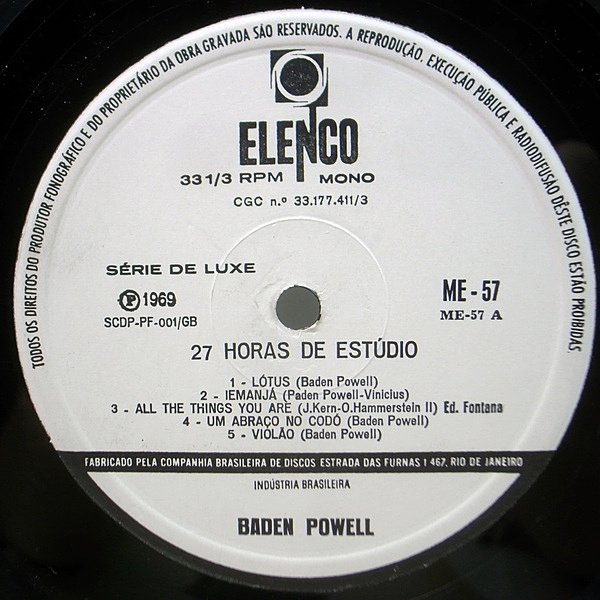 TODOS OS DIREITOS DO PRODUTOR FONOGRÁFICO E DO PROPRIETÁRIO DA OBRA GRAVADA SÃO RESERVADOS. A REPRODUÇÃO, EXECUÇÃO PÚBLICA E RADIODIFUSÃO DÊSTE DISCO ESTÃO PROIBIDAS.
ELENCO
33 1/3 RPM MONO
CGC n.º 33.177.411/3
SÉRIE DE LUXE
Ⓟ 1969
SCDP-PF-001/GB
ME - 57
ME-57 A
27 HORAS DE ESTÚDIO
1 - LÓTUS (Baden Powell)
2 - IEMANJÁ (Paden Powell-Vinicius)
3 - ALL THE THINGS YOU ARE (J.Kern-O.Hammerstein II) Ed. Fontana
4 - UM ABRAÇO NO CODÓ (Baden Powell)
5 - VIOLÃO (Baden Powell)
FABRICADO PELA COMPANHIA BRASILEIRA DE DISCOS ESTRADA DAS FURNAS 1 467, RIO DE JANEIRO
INDÚSTRIA BRASILEIRA
BADEN POWELL